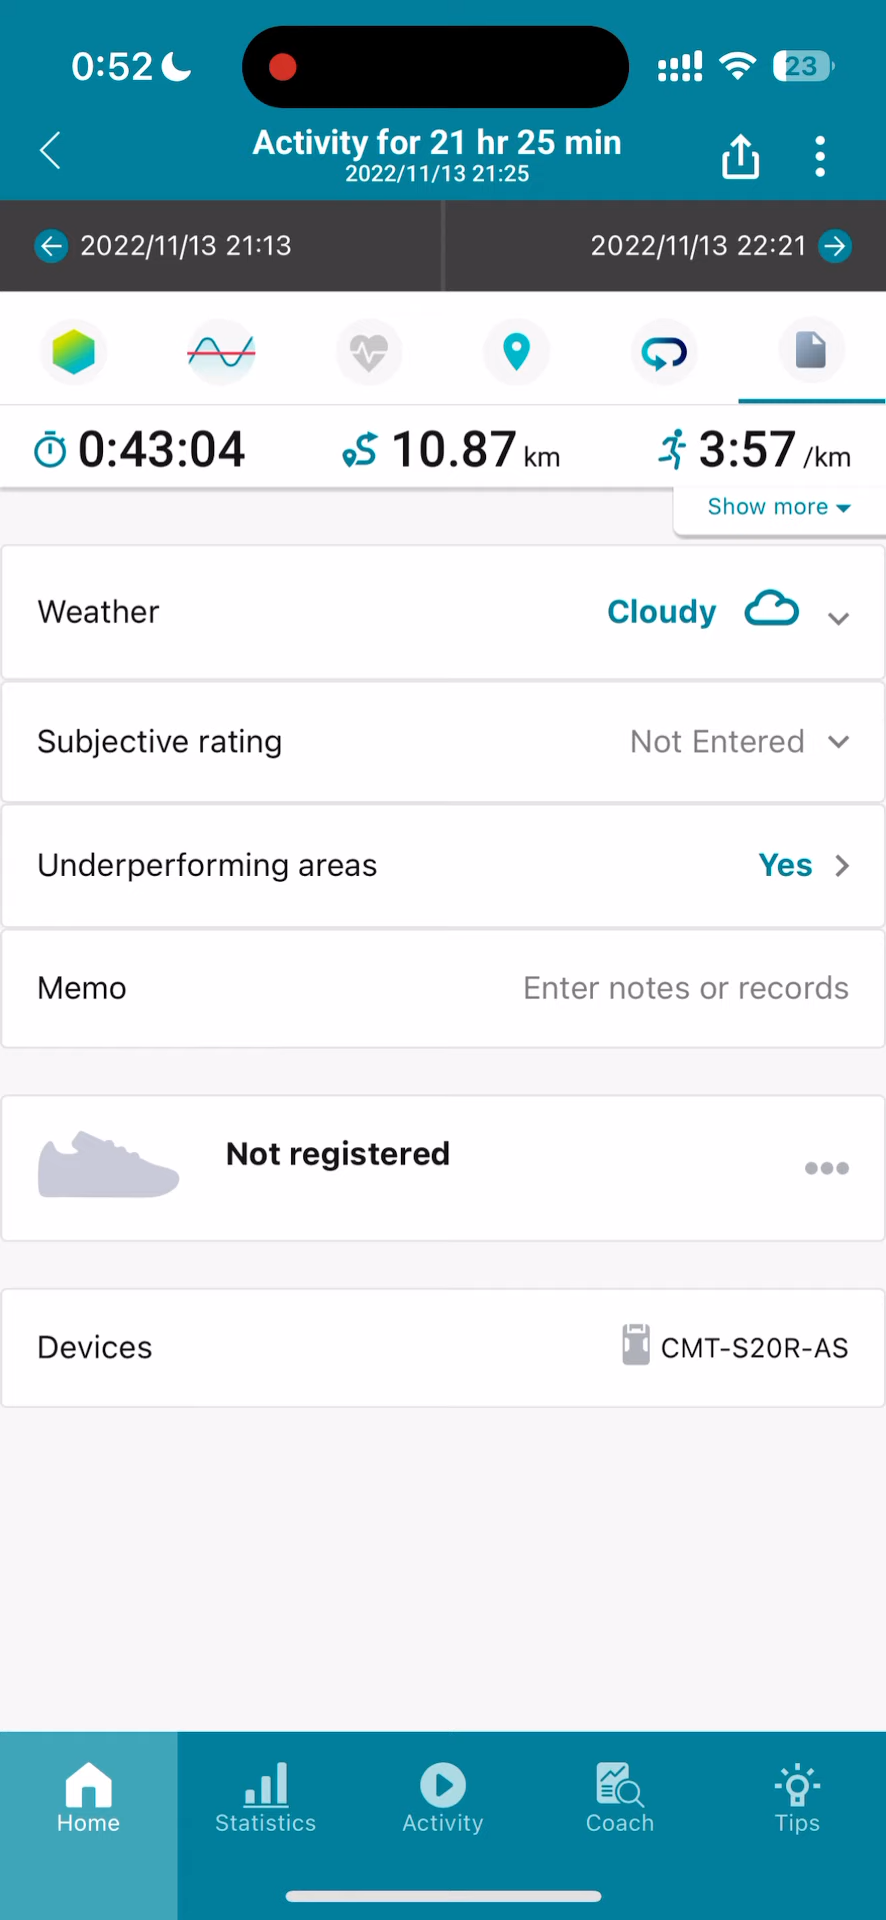 0:52
23
Activity for 21 hr 25 min
2022/11/13 21:25
2022/11/13 21:13
2022/11/13 22:21
0:43:04
10.87 km
3:57 /km
Show more
Weather
Cloudy
Subjective rating
Not Entered
Underperforming areas
Yes
Memo
Enter notes or records
Not registered
Devices
CMT-S20R-AS
Home
Statistics
Activity
Coach
Tips